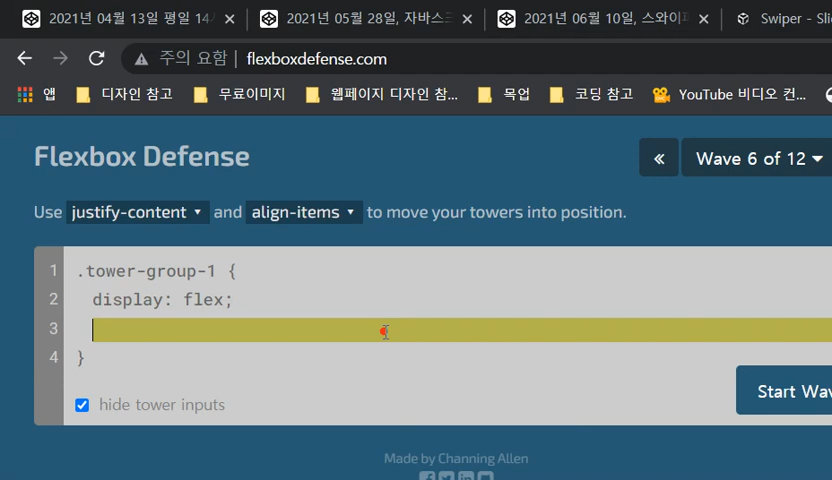 2021년 04월 13일 평일 14
2021년 05월 28일, 자바스크
2021년 06월 10일, 스와이퍼
Swiper - Sli
주의 요함 flexboxdefense.com
앱 디자인 참고 무료이미지 웹페이지 디자인 참... 목업 코딩 참고 YouTube 비디오 컨...
Flexbox Defense
Wave 6 of 12
Use justify-content and align-items to move your towers into position.
1 .tower-group-1 {
2 display: flex;
3
4 }
hide tower inputs
Start Wav
Made by Channing Allen